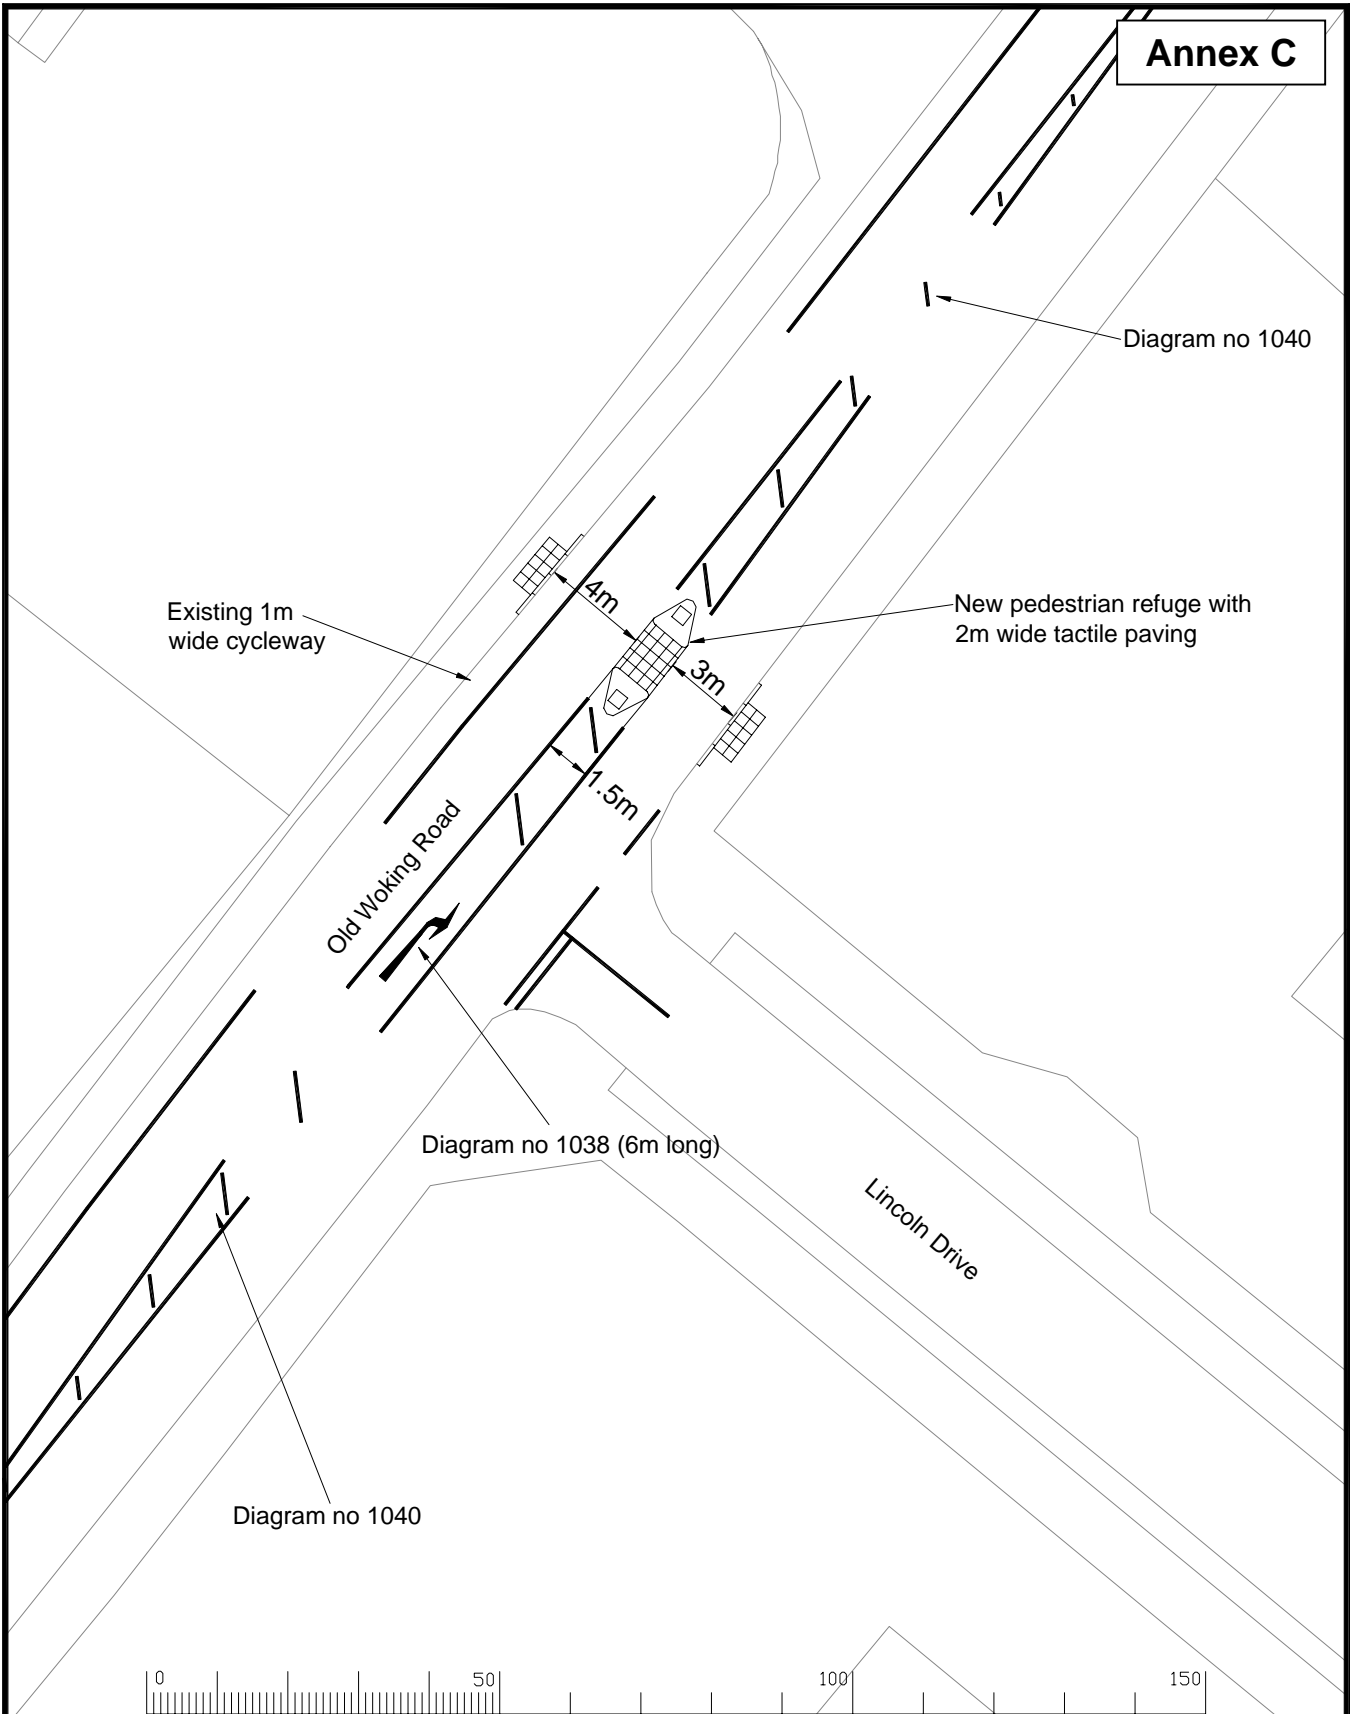 Annex C
Diagram no 1040
4m
Existing 1m
wide cycleway
New pedestrian refuge with
2m wide tactile paving
3m
1.5m
Old Woking Road
Diagram no 1038 (6m long)
Lincoln Drive
Diagram no 1040
0 50 100 150